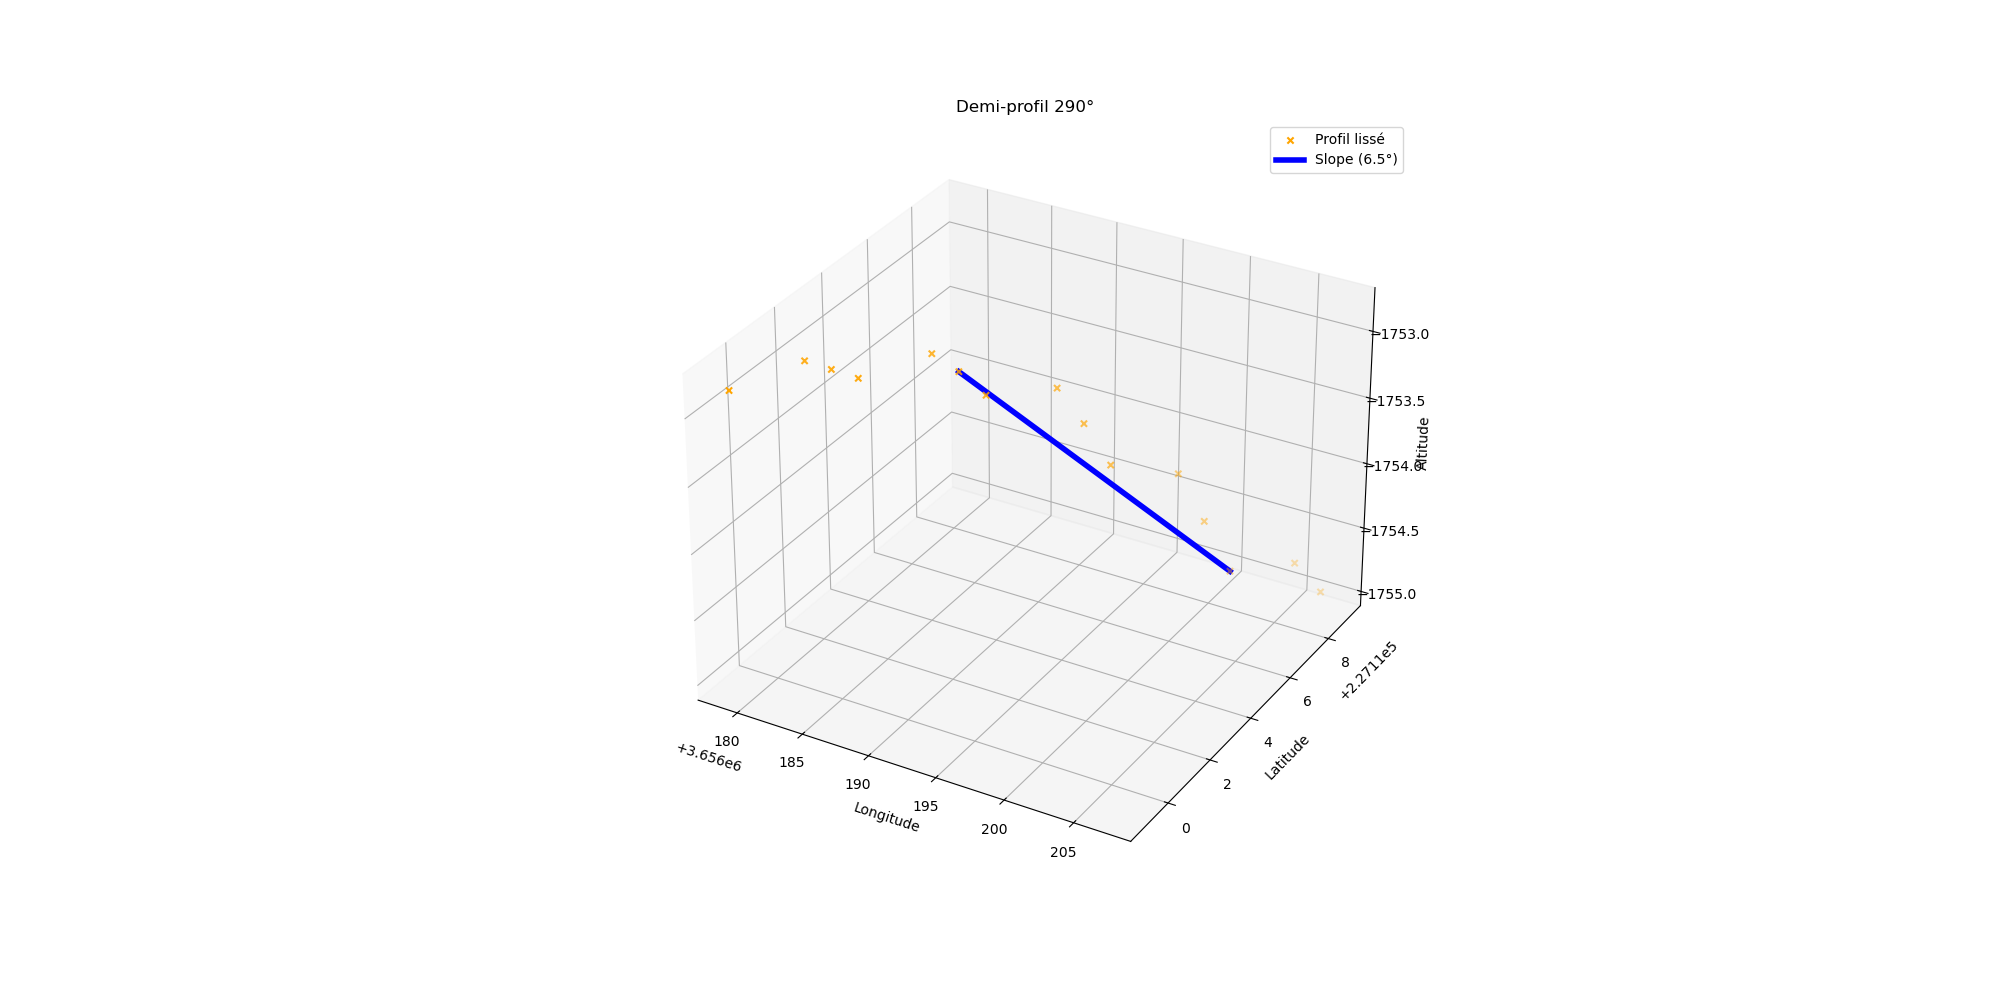 Demi-profil 290°
Profil lissé
Slope (6.5°)
−1753.0
−1753.5
−1754.0
−1754.5
−1755.0
Altitude
8
6
4
2
0
+2.2711e5
Latitude
180
185
190
195
200
205
+3.656e6
Longitude